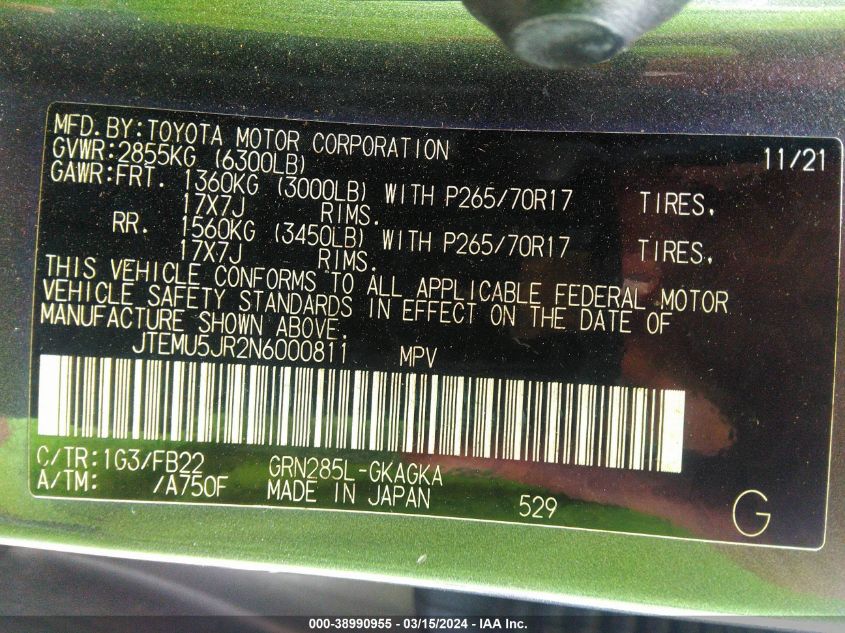 MFD.BY:TOYOTA MOTOR CORPORATION 11/21
GVWR:2855KG (6300LB)
GAWR:FRT. 1360KG (3000LB) WITH P265/70R17 TIRES,
17X7J RIMS.
RR. 1560KG (3450LB) WITH P265/70R17 TIRES,
17X7J RIMS.
THIS VEHICLE CONFORMS TO ALL APPLICABLE FEDERAL MOTOR
VEHICLE SAFETY STANDARDS IN EFFECT ON THE DATE OF
MANUFACTURE SHOWN ABOVE.
JTEMU5JR2N6000811 MPV
C/TR:1G3/FB22 GRN285L-GKAGKA
A/TM: /A750F MADE IN JAPAN 529 G
000-38990955 - 03/15/2024 - IAA Inc.